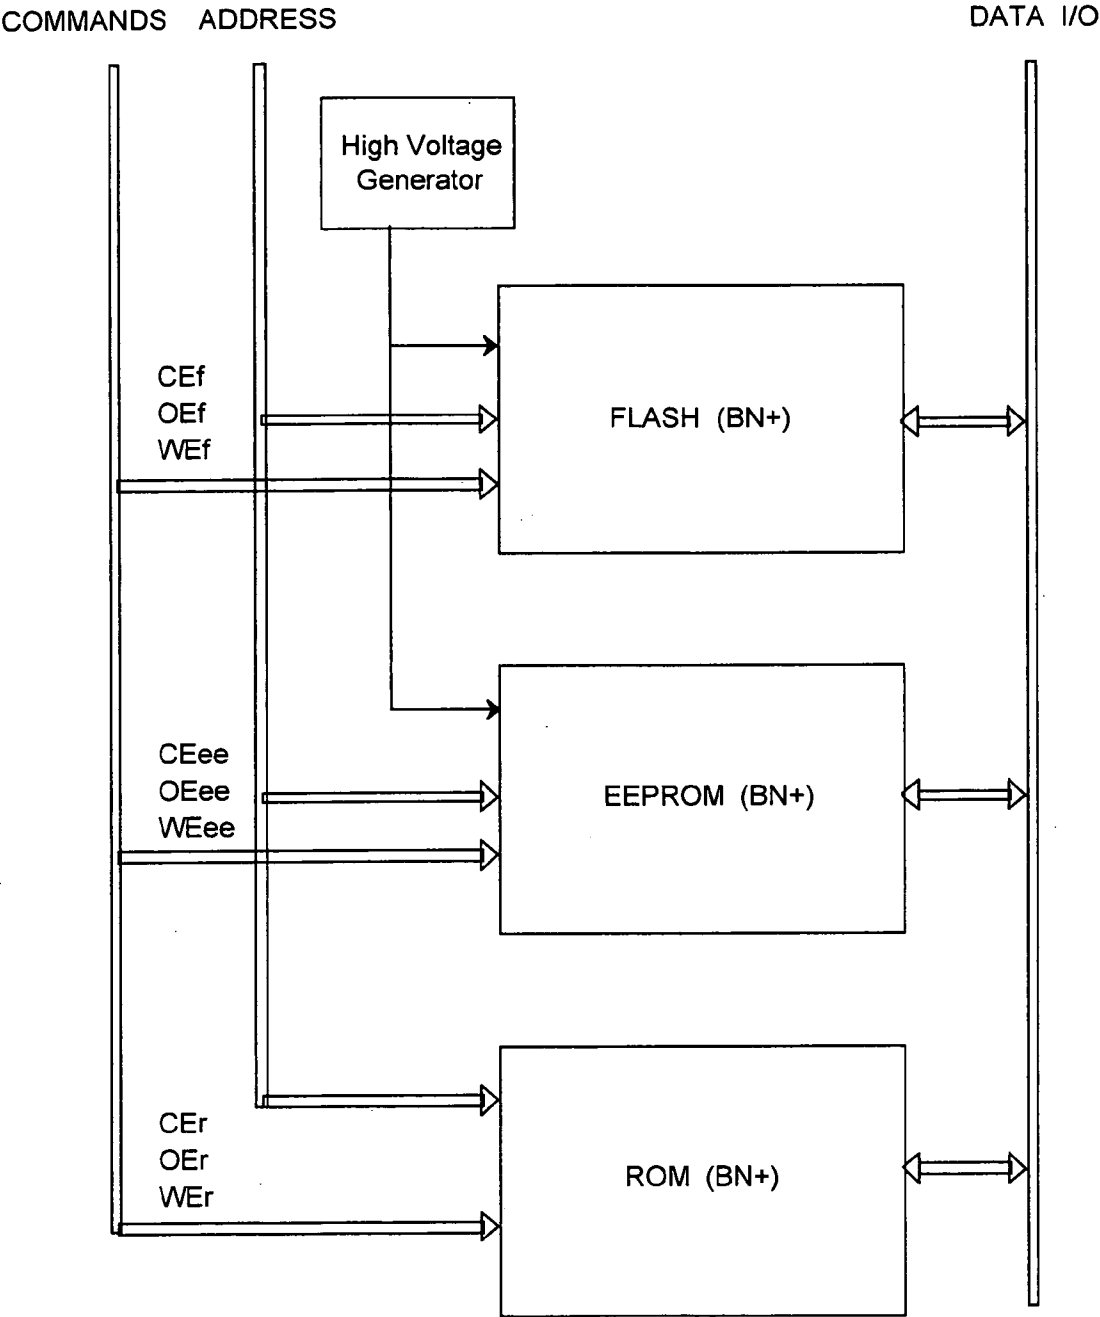 COMMANDS ADDRESS
DATA I/O
High Voltage
Generator
CEf
OEf
WEf
FLASH (BN+)
CEee
OEee
WEee
EEPROM (BN+)
CEr
OEr
WEr
ROM (BN+)